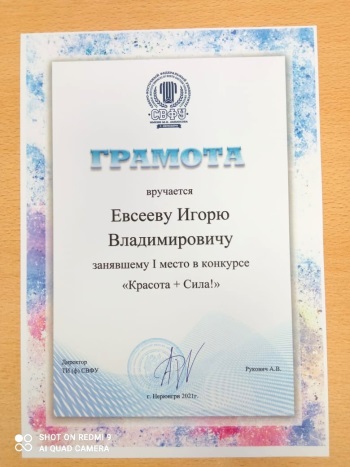 СВФУ
ГРАМОТА
вручается
Евсееву Игорю
Владимировичу
занявшему I место в конкурсе
«Красота + Сила!»
Директор
ТИ (ф) СВФУ
Рукович А.В.
г. Нерюнгри 2021г.
SHOT ON REDMI 9
AI QUAD CAMERA